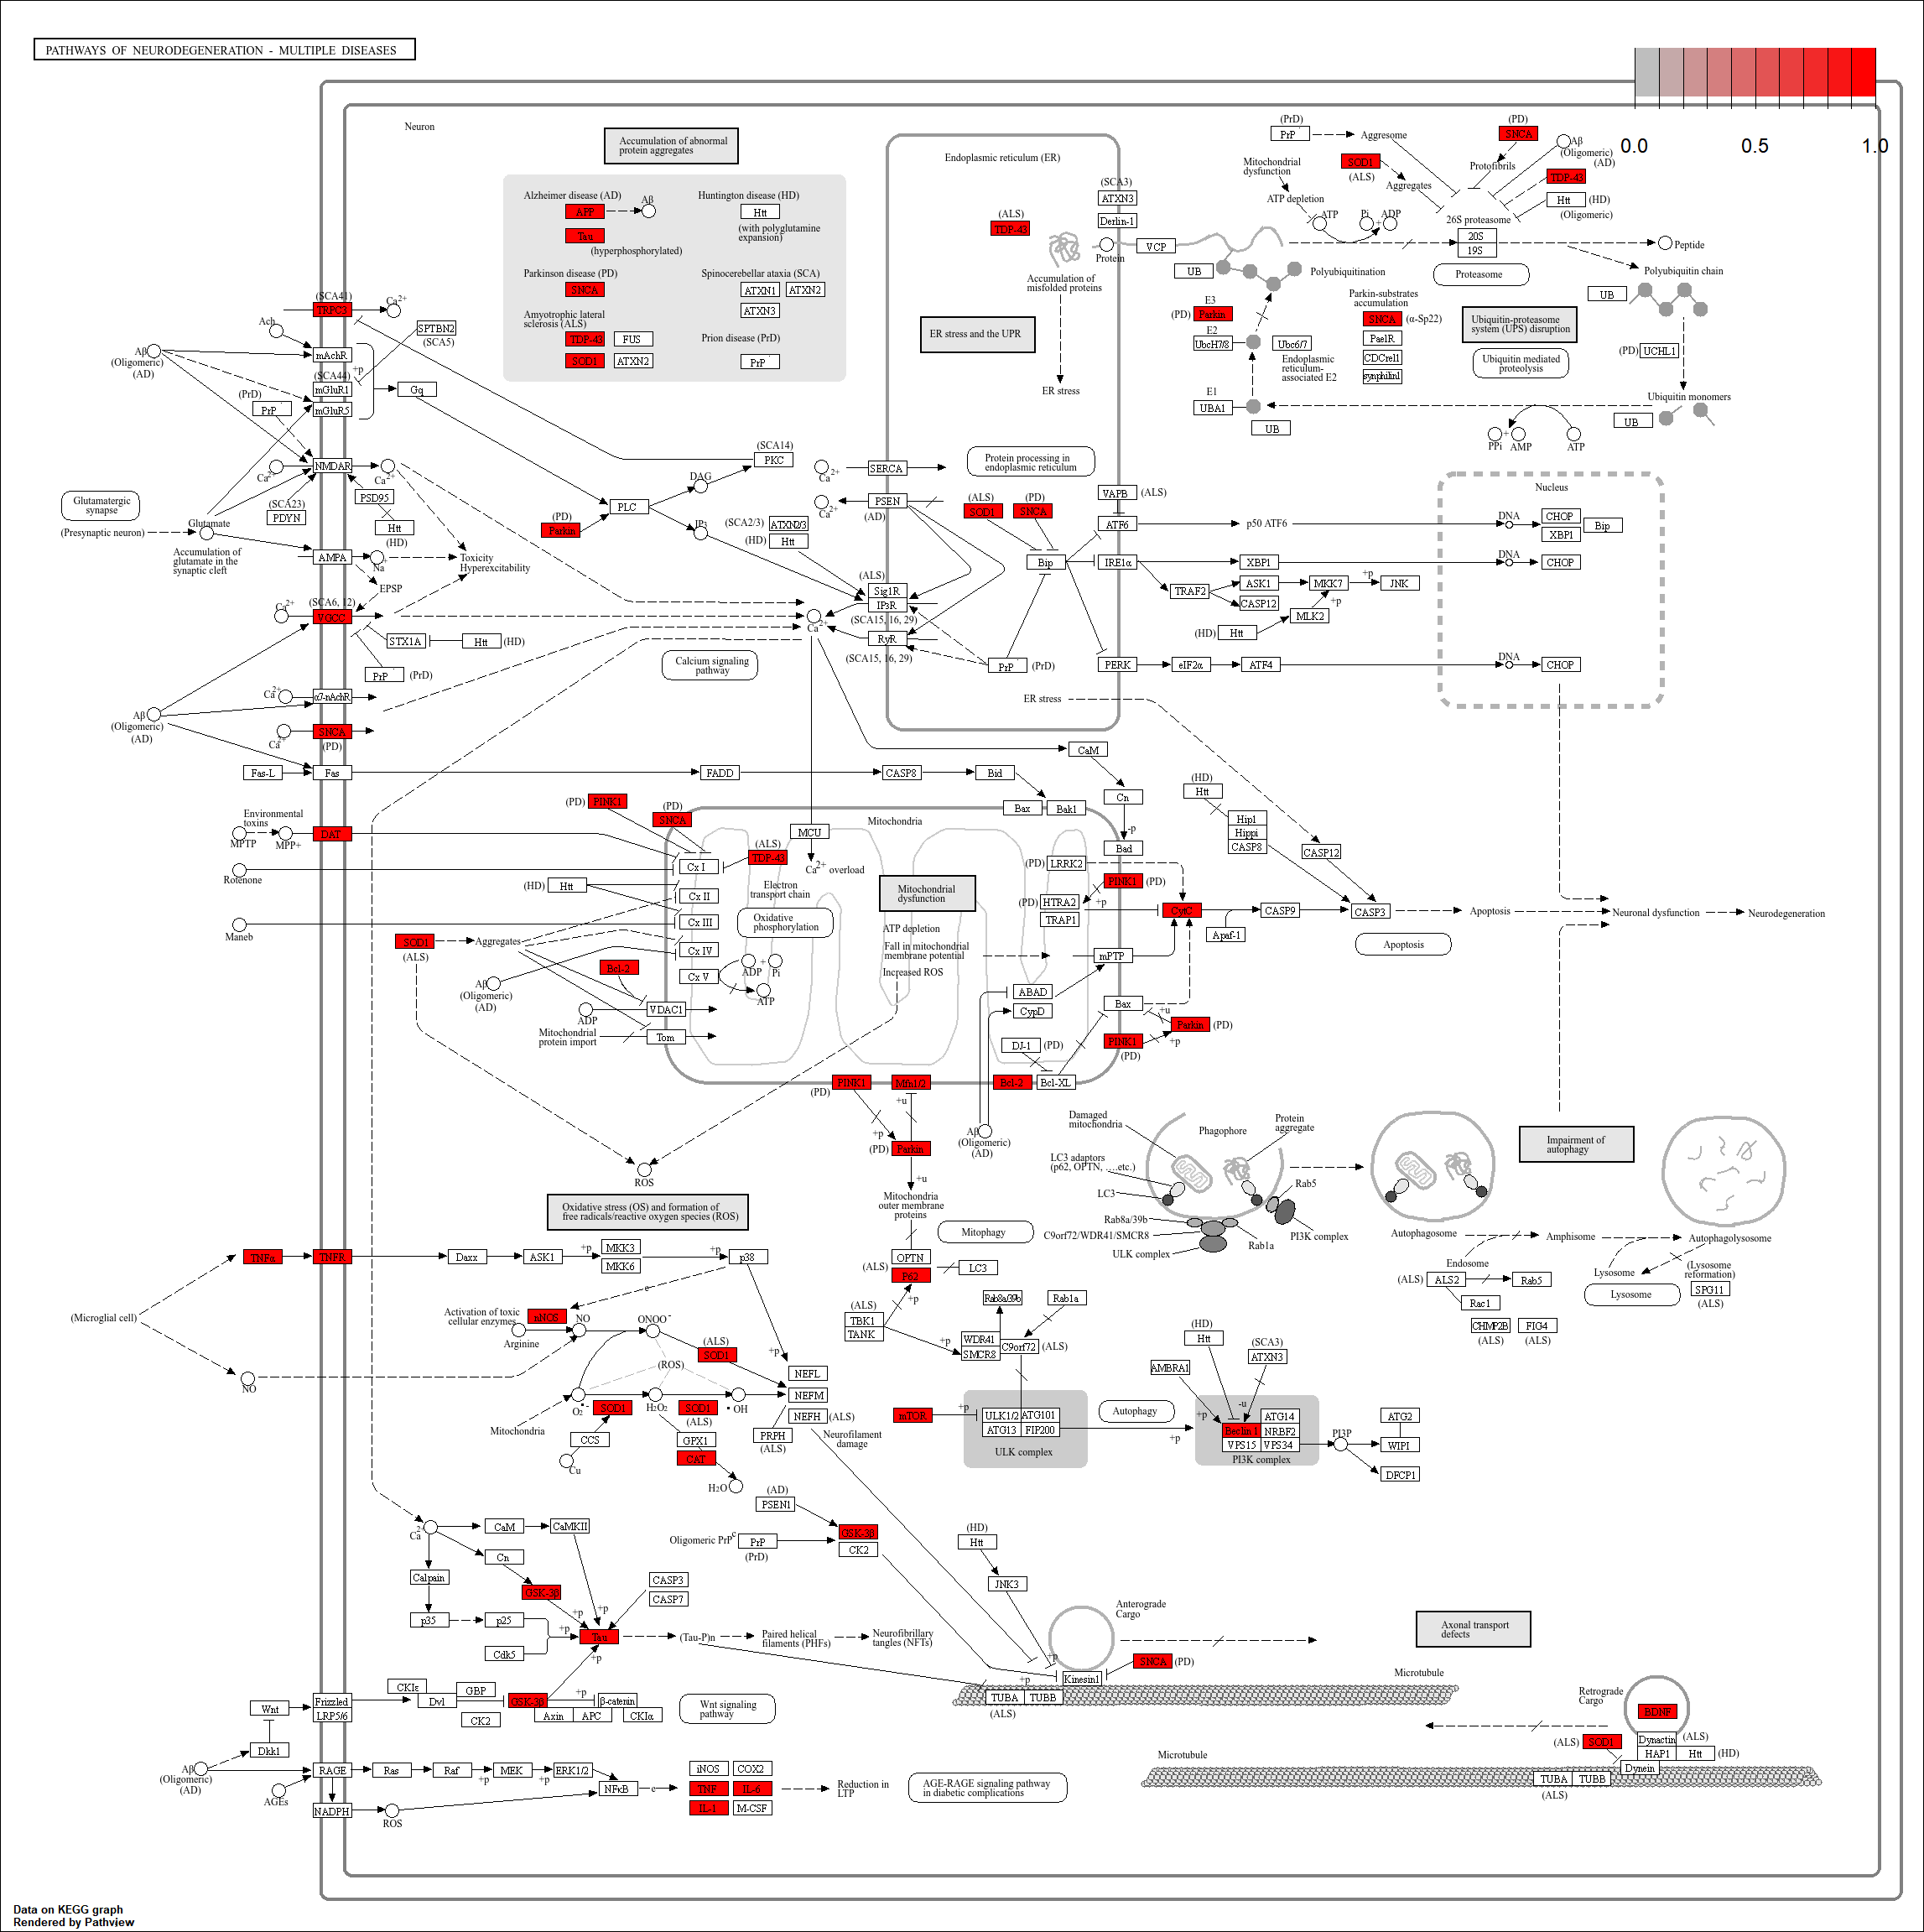 PATHWAYS OF NEURODEGENERATION - MULTIPLE DISEASES
0.0 0.5 1.0
Neuron
Accumulation of abnormal
protein aggregates
Alzheimer disease (AD)
APP
Aβ
Tau
(hyperphosphorylated)
Parkinson disease (PD)
SNCA
Amyotrophic lateral
sclerosis (ALS)
TDP-43 FUS
SOD1 ATXN2
Huntington disease (HD)
Htt
(with polyglutamine
expansion)
Spinocerebellar ataxia (SCA)
ATXN1 ATXN2
ATXN3
Prion disease (PrD)
PrP
Endoplasmic reticulum (ER)
(SCA3)
ATXN3
Derlin-1
(ALS)
TDP-43
Protein
VCP
Accumulation of
misfolded proteins
ER stress and the UPR
ER stress
Protein processing in
endoplasmic reticulum
(PrD)
PrP
Aggresome
(PD)
SNCA
Protofibrils
Aβ
(Oligomeric)
(AD)
SOD1
(ALS)
Aggregates
TDP-43
Htt (HD)
(Oligomeric)
Mitochondrial
dysfunction
ATP depletion
ATP
Pi + ADP
26S proteasome
20S
19S
Peptide
Proteasome
Polyubiquitin chain
UB
Polyubiquitination
UB
E3
(PD) Parkin
E2
UbcH7/8 Ubc6/7
Endoplasmic
reticulum-
associated E2
Parkin-substrates
accumulation
SNCA (α-Sp22)
PaelR
CDCrel1
synphilin1
Ubiquitin-proteasome
system (UPS) disruption
Ubiquitin mediated
proteolysis
(PD) UCHL1
Ubiquitin monomers
UB
E1
UBA1
UB
PPi + AMP
ATP
(SCA41)
TRPC3
Ca2+
Ach
SPTBN2
(SCA5)
Aβ
(Oligomeric)
(AD)
mAchR
+p
(SCA44)
mGluR1
mGluR5
Gq
(PrD)
PrP
NMDAR
Ca2+
Ca2+
PSD95
Htt
(HD)
(SCA23)
PDYN
Glutamatergic
synapse
(Presynaptic neuron)
Glutamate
Accumulation of
glutamate in the
synaptic cleft
AMPA
Na+
EPSP
Toxicity
Hyperexcitability
(SCA6, 12)
VGCC
Ca2+
STX1A
Htt (HD)
PrP (PrD)
Ca2+
α7-nAchR
Aβ
(Oligomeric)
(AD)
SNCA
(PD)
Ca2+
Fas-L
Fas
(SCA14)
PKC
DAG
PLC
(PD)
Parkin
IP3
(SCA2/3) ATXN2/3
(HD) Htt
Ca2+
SERCA
Ca2+
PSEN
(AD)
(ALS)
Sig1R
IP3R
(SCA15, 16, 29)
RyR
(SCA15, 16, 29)
Ca2+
Calcium signaling
pathway
(ALS)
SOD1
(PD)
SNCA
Bip
PrP (PrD)
VAPB (ALS)
ATF6
p50 ATF6
IRE1α
XBP1
TRAF2
ASK1
CASP12
MKK7
+p
JNK
+p
MLK2
(HD) Htt
PERK
eIF2α
ATF4
ER stress
Nucleus
DNA
CHOP
XBP1
Bip
DNA
CHOP
DNA
CHOP
FADD
CASP8
Bid
CaM
Cn
-p
Bad
Bax Bak1
(HD)
Htt
Hip1
Hippi
CASP8
CASP12
Environmental
toxins
MPTP
MPP+
DAT
Rotenone
Maneb
(PD) PINK1
(PD)
SNCA
MCU
Mitochondria
(ALS)
TDP-43
Ca2+ overload
Cx I
Cx II
Cx III
Cx IV
Cx V
(HD) Htt
Electron
transport chain
Oxidative
phosphorylation
Mitochondrial
dysfunction
ATP depletion
Fall in mitochondrial
membrane potential
Increased ROS
ADP + Pi
ATP
SOD1
(ALS)
Aggregates
Bcl-2
Aβ
(Oligomeric)
(AD)
ADP
VDAC1
Mitochondrial
protein import
Tom
(PD) LRRK2
PINK1 (PD)
+p
(PD) HTRA2
TRAP1
CytC
CASP9
Apaf-1
CASP3
Apoptosis
Apoptosis
Neuronal dysfunction
Neurodegeneration
mPTP
ABAD
CypD
Bax
+u
Parkin (PD)
PINK1
+p
(PD)
DJ-1 (PD)
(PD) PINK1
Mfn1/2
Bcl-2
Bcl-XL
+u
+p
(PD) Parkin
Aβ
(Oligomeric)
(AD)
+u
Mitochondria
outer membrane
proteins
Mitophagy
OPTN
(ALS) P62
LC3
+p
(ALS)
TBK1
TANK
+p
Rab8a/39b
Rab1a
WDR41
SMCR8
C9orf72 (ALS)
Damaged
mitochondria
Phagophore
Protein
aggregate
LC3 adaptors
(p62, OPTN, ....etc.)
LC3
Rab5
Rab8a/39b
C9orf72/WDR41/SMCR8
ULK complex
Rab1a
PI3K complex
Impairment of
autophagy
Autophagosome
Amphisome
Autophagolysosome
Endosome
(ALS) ALS2
Rab5
Rac1
Lysosome
Lysosome
(Lysosome
reformation)
SPG11
(ALS)
CHMP2B
(ALS)
FIG4
(ALS)
ROS
Oxidative stress (OS) and formation of
free radicals/reactive oxygen species (ROS)
TNFα
TNFR
Daxx
ASK1
+p
MKK3
MKK6
+p
p38
(Microglial cell)
NO
Activation of toxic
cellular enzymes
nNOS
e
Arginine
NO
ONOO-
(ALS)
SOD1
+p
(ROS)
NEFL
NEFM
NEFH (ALS)
PRPH
(ALS)
Neurofilament
damage
O2•-
SOD1
H2O2
SOD1
(ALS)
• OH
Mitochondria
CCS
Cu
GPX1
CAT
H2O
mTOR
+p
ULK1/2 ATG101
ATG13 FIP200
ULK complex
Autophagy
+p
(HD)
Htt
(SCA3)
ATXN3
AMBRA1
+p
-u
ATG14
Beclin 1 NRBF2
VPS15 VPS34
PI3K complex
PI3P
ATG2
WIPI
DFCP1
(AD)
PSEN1
Oligomeric PrPc
PrP
(PrD)
GSK-3β
CK2
(HD)
Htt
JNK3
Ca2+
CaM
CaMKII
Cn
Calpain
GSK-3β
+p
+p
p35
p25
+p
Cdk5
Tau
+p
CASP3
CASP7
(Tau-P)n
Paired helical
filaments (PHFs)
Neurofibrillary
tangles (NFTs)
Anterograde
Cargo
Axonal transport
defects
SNCA (PD)
+p
+p
Kinesin1
TUBA TUBB
(ALS)
Microtubule
Wnt
Frizzled
LRP5/6
CKIε
Dvl
GBP
CK2
GSK-3β
+p
β-catenin
Axin APC CKIα
Wnt signaling
pathway
Dkk1
Aβ
(Oligomeric)
(AD)
AGEs
RAGE
Ras
Raf
+p
MEK
+p
ERK1/2
NFκB
e
NADPH
ROS
iNOS COX2
TNF IL-6
IL-1 M-CSF
Reduction in
LTP
AGE-RAGE signaling pathway
in diabetic complications
Retrograde
Cargo
BDNF
(ALS) SOD1
Dynactin (ALS)
HAP1 Htt (HD)
Dynein
Microtubule
TUBA TUBB
(ALS)
Data on KEGG graph
Rendered by Pathview